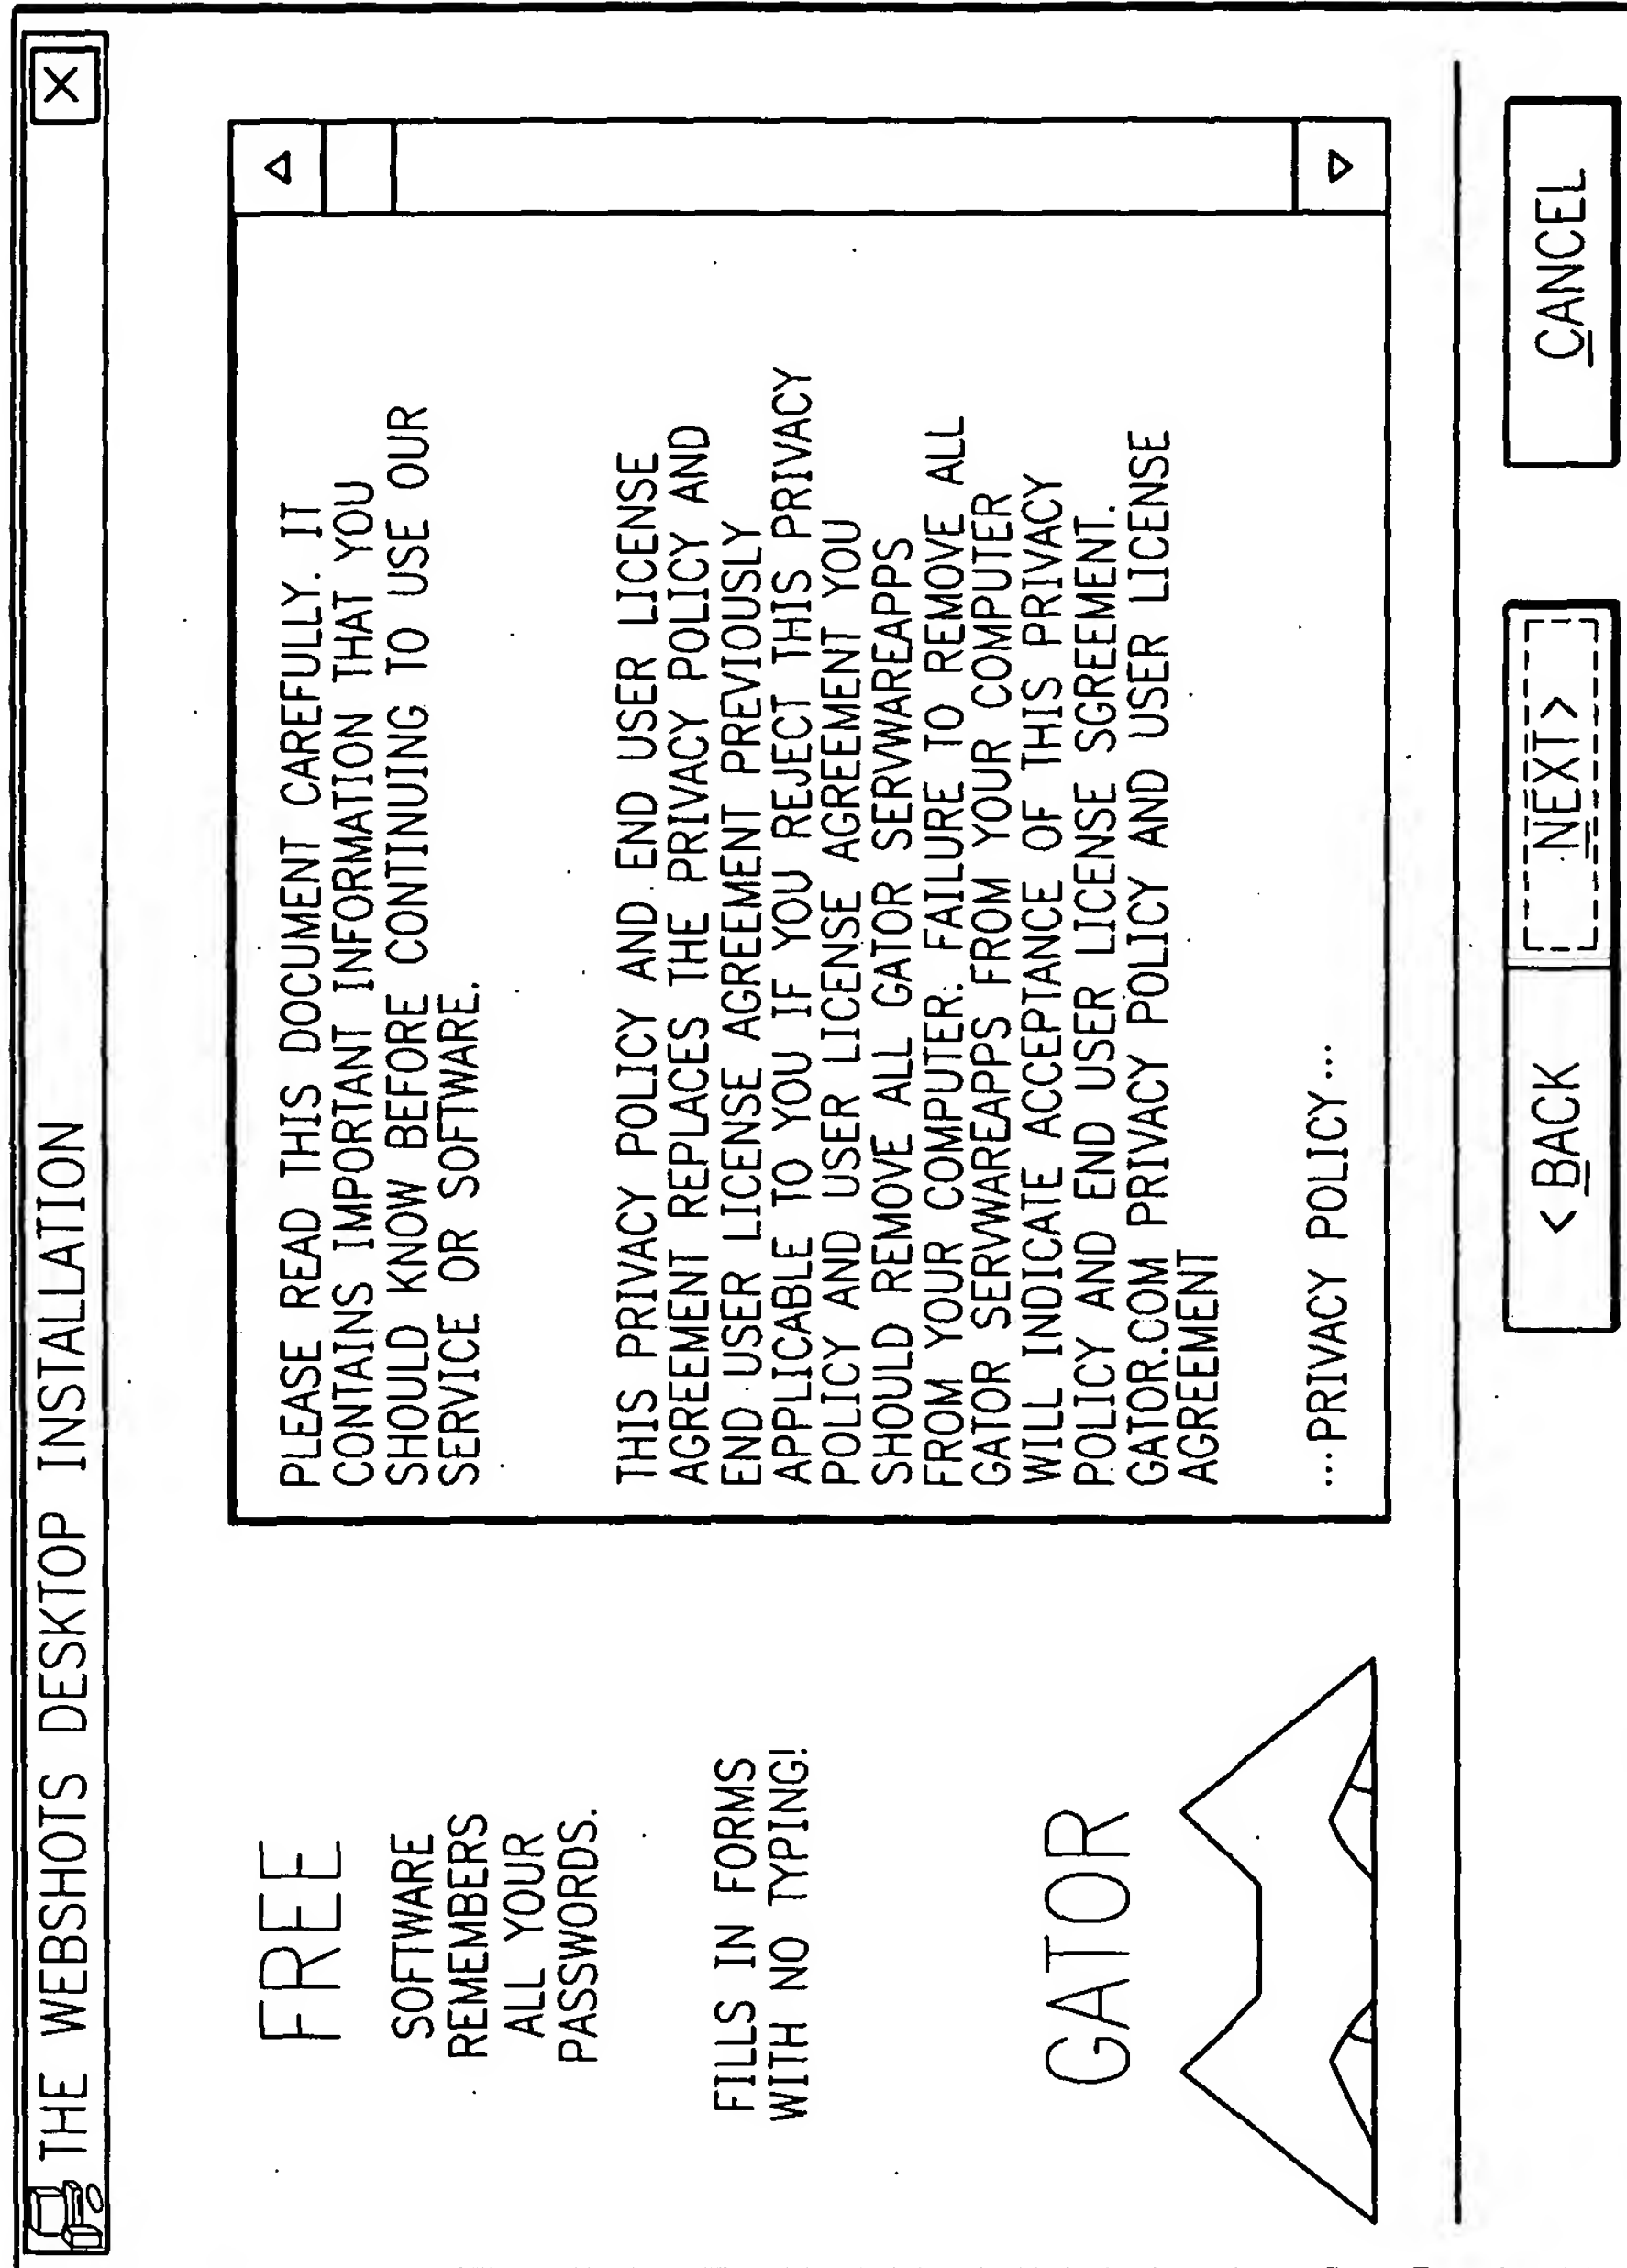 THE WEBSHOTS DESKTOP INSTALLATION
X
FREE
SOFTWARE
REMEMBERS
ALL YOUR
PASSWORDS.
FILLS IN FORMS
WITH NO TYPING!
GATOR
PLEASE READ THIS DOCUMENT CAREFULLY. IT
CONTAINS IMPORTANT INFORMATION THAT YOU
SHOULD KNOW BEFORE CONTINUING TO USE OUR
SERVICE OR SOFTWARE.
THIS PRIVACY POLICY AND END USER LICENSE
AGREEMENT REPLACES THE PRIVACY POLICY AND
END USER LICENSE AGREEMENT PREVIOUSLY
APPLICABLE TO YOU IF YOU REJECT THIS PRIVACY
POLICY AND USER LICENSE AGREEMENT YOU
SHOULD REMOVE ALL GATOR SERVWAREAPPS
FROM YOUR COMPUTER. FAILURE TO REMOVE ALL
GATOR SERVWAREAPPS FROM YOUR COMPUTER
WILL INDICATE ACCEPTANCE OF THIS PRIVACY
POLICY AND END USER LICENSE SGREEMENT.
GATOR.COM PRIVACY POLICY AND USER LICENSE
AGREEMENT
...PRIVACY POLICY...
< BACK
NEXT>
CANCEL